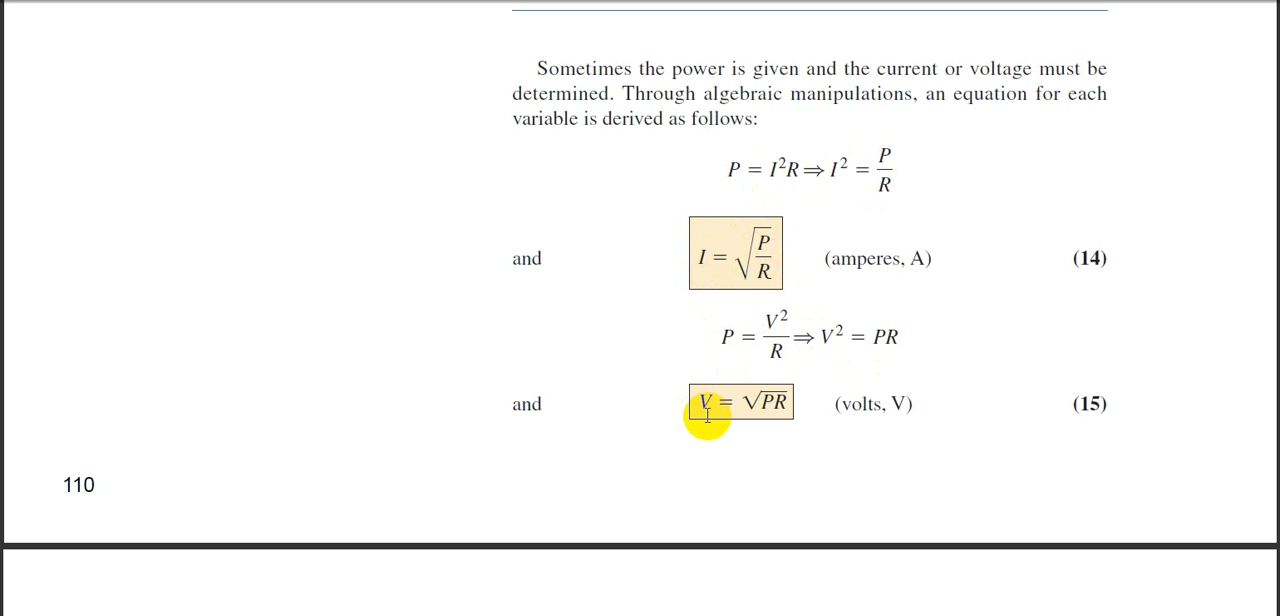 Sometimes the power is given and the current or voltage must be
determined. Through algebraic manipulations, an equation for each
variable is derived as follows:
P = I²R ⇒ I² = P/R
and I = √(P/R) (amperes, A) (14)
P = V²/R ⇒ V² = PR
and V = √PR (volts, V) (15)
110